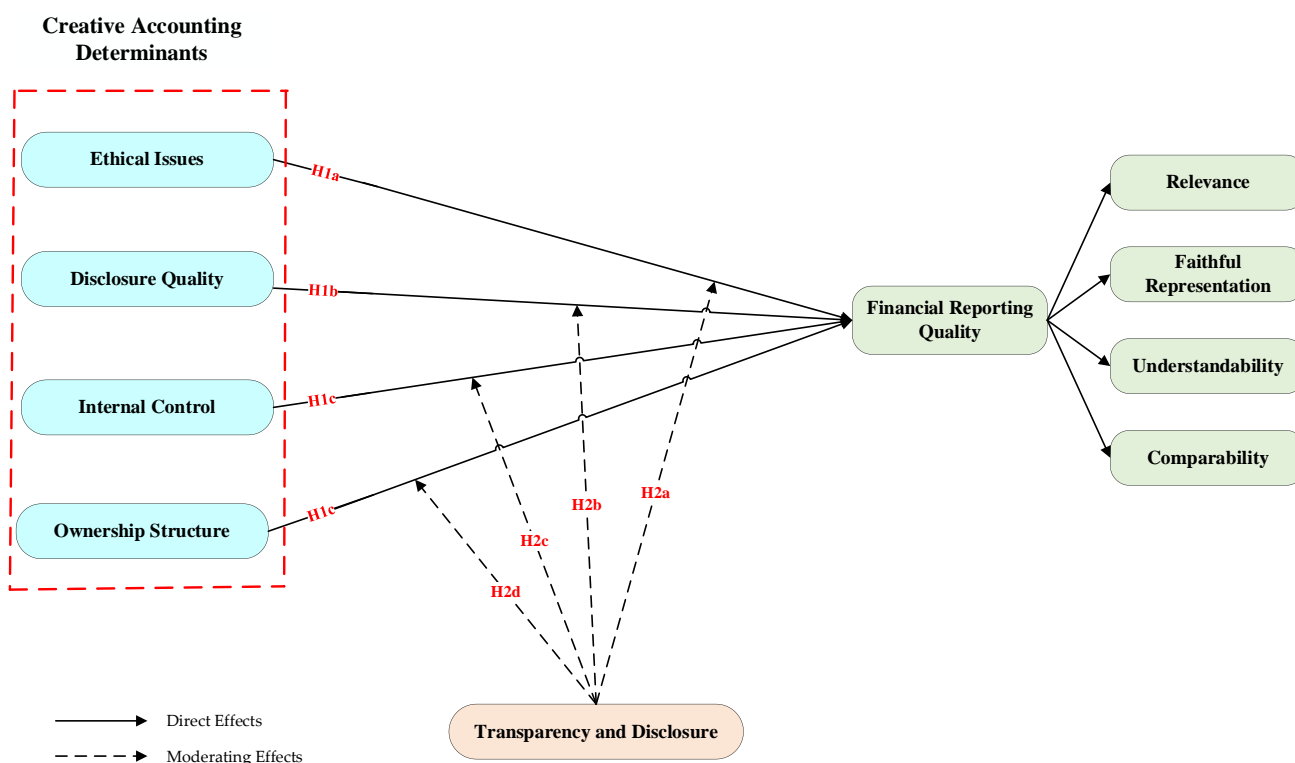 Creative Accounting
Determinants
Ethical Issues
H1a
Relevance
Disclosure Quality
H1b
Faithful
Representation
Financial Reporting
Quality
Understandability
Internal Control
H1c
Comparability
Ownership Structure
H1c
H2a
H2b
H2c
H2d
Transparency and Disclosure
Direct Effects
Moderating Effects